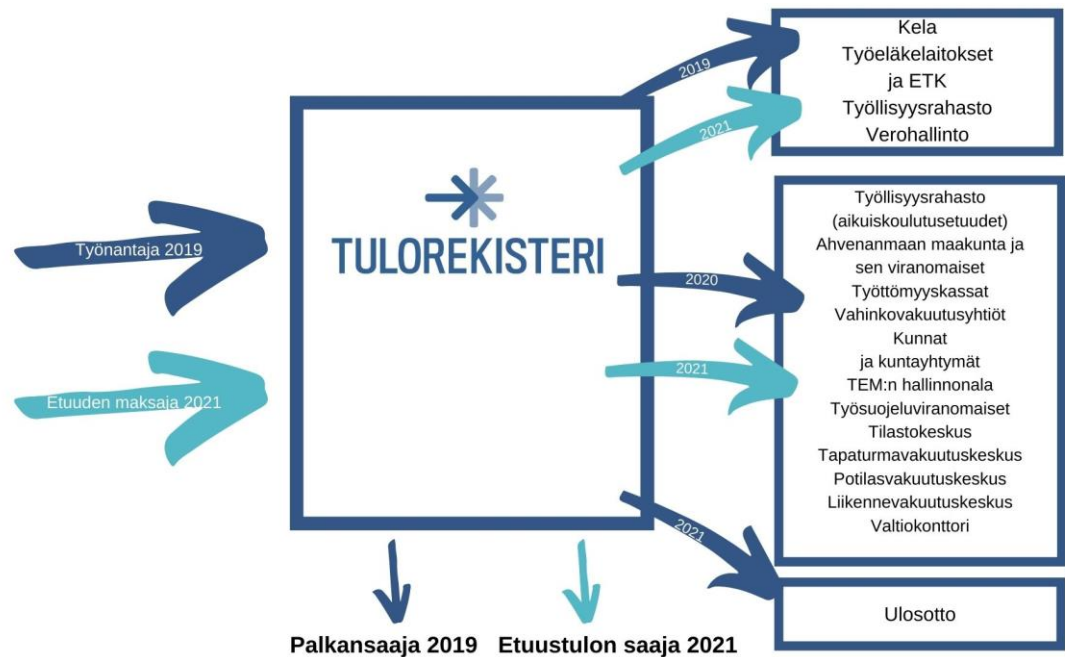 Työnantaja 2019
Etuuden maksaja 2021
TULOREKISTERI
2019
2021
2020
2021
2021
Kela
Työeläkelaitokset
ja ETK
Työllisyysrahasto
Verohallinto
Työllisyysrahasto
(aikuiskoulutusetuudet)
Ahvenanmaan maakunta ja
sen viranomaiset
Työttömyyskassat
Vahinkovakuutusyhtiöt
Kunnat
ja kuntayhtymät
TEM:n hallinnonala
Työsuojeluviranomaiset
Tilastokeskus
Tapaturmavakuutuskeskus
Potilasvakuutuskeskus
Liikennevakuutuskeskus
Valtiokonttori
Ulosotto
Palkansaaja 2019
Etuustulon saaja 2021